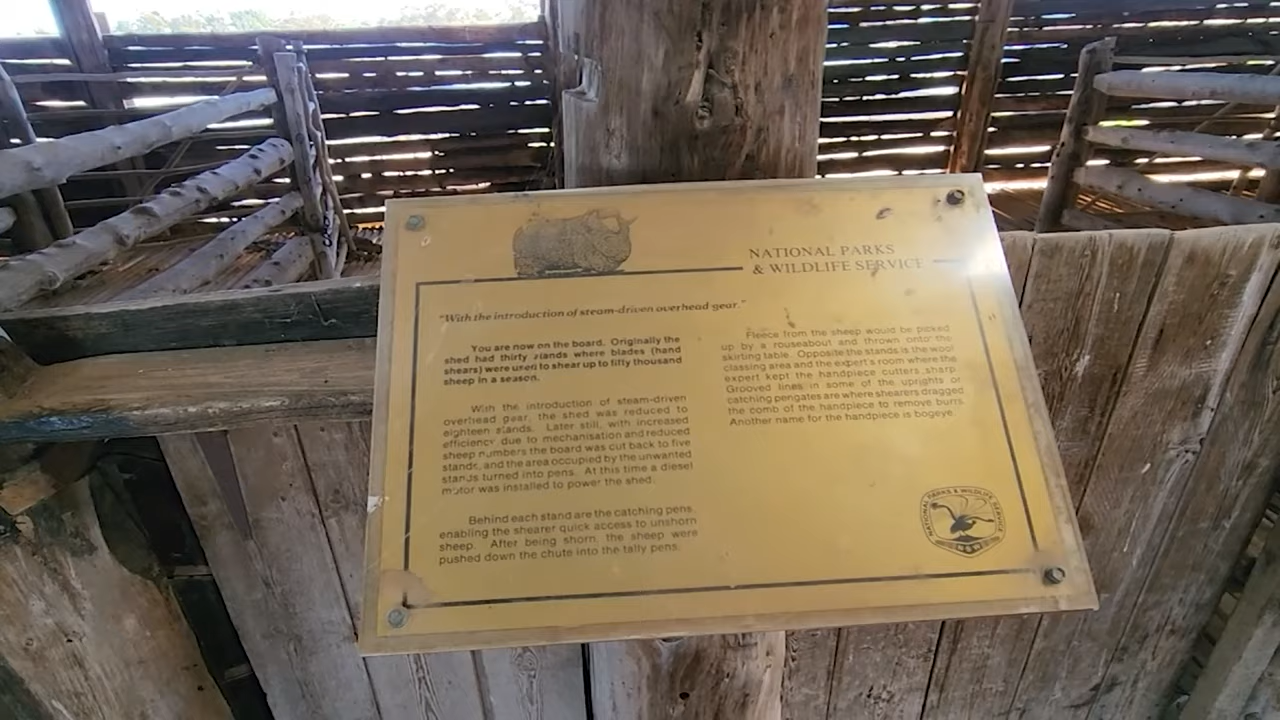 NATIONAL PARKS
& WILDLIFE SERVICE
"With the introduction of steam-driven overhead gear."
You are now on the board. Originally the
shed had thirty stands where blades (hand
shears) were used to shear up to fifty thousand
sheep in a season.
With the introduction of steam-driven
overhead gear, the shed was reduced to
eighteen stands. Later still, with increased
efficiency due to mechanisation and reduced
sheep numbers the board was cut back to five
stands, and the area occupied by the unwanted
stands turned into pens. At this time a diesel
motor was installed to power the shed.
Behind each stand are the catching pens,
enabling the shearer quick access to unshorn
sheep. After being shorn, the sheep were
pushed down the chute into the tally pens.
Fleece from the sheep would be picked
up by a rouseabout and thrown onto the
skirting table. Opposite the stands is the wool
classing area and the expert's room where the
expert kept the handpiece cutters sharp.
Grooved lines in some of the uprights or
catching pengates are where shearers dragged
the comb of the handpiece to remove burrs.
Another name for the handpiece is bogeye.
NATIONAL PARKS & WILDLIFE SERVICE
NSW